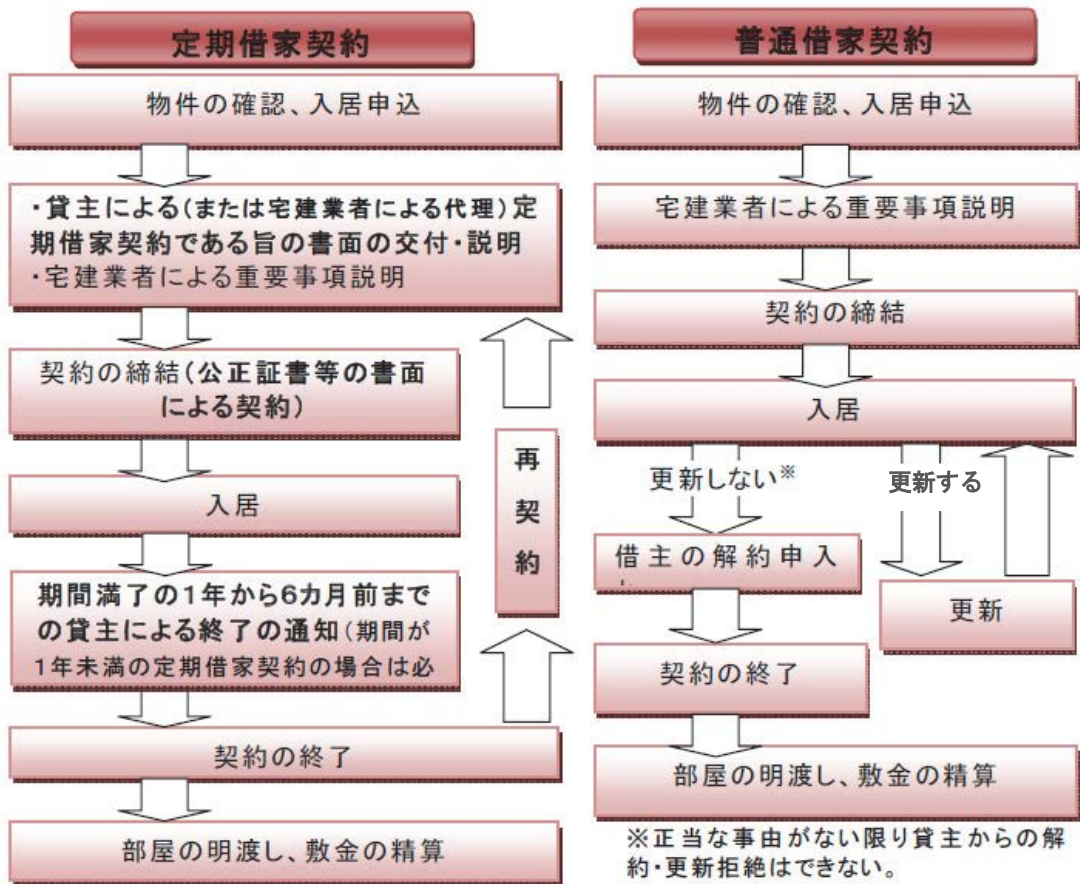 定期借家契約
物件の確認、入居申込
・貸主による(または宅建業者による代理)定
期借家契約である旨の書面の交付・説明
・宅建業者による重要事項説明
契約の締結(公正証書等の書面
による契約)
入居
期間満了の1年から6カ月前まで
の貸主による終了の通知(期間が
1年未満の定期借家契約の場合は必
契約の終了
部屋の明渡し、敷金の精算
再
契
約
普通借家契約
物件の確認、入居申込
宅建業者による重要事項説明
契約の締結
入居
更新しない※
更新する
借主の解約申入
更新
契約の終了
部屋の明渡し、敷金の精算
※正当な事由がない限り貸主からの解
約・更新拒絶はできない。